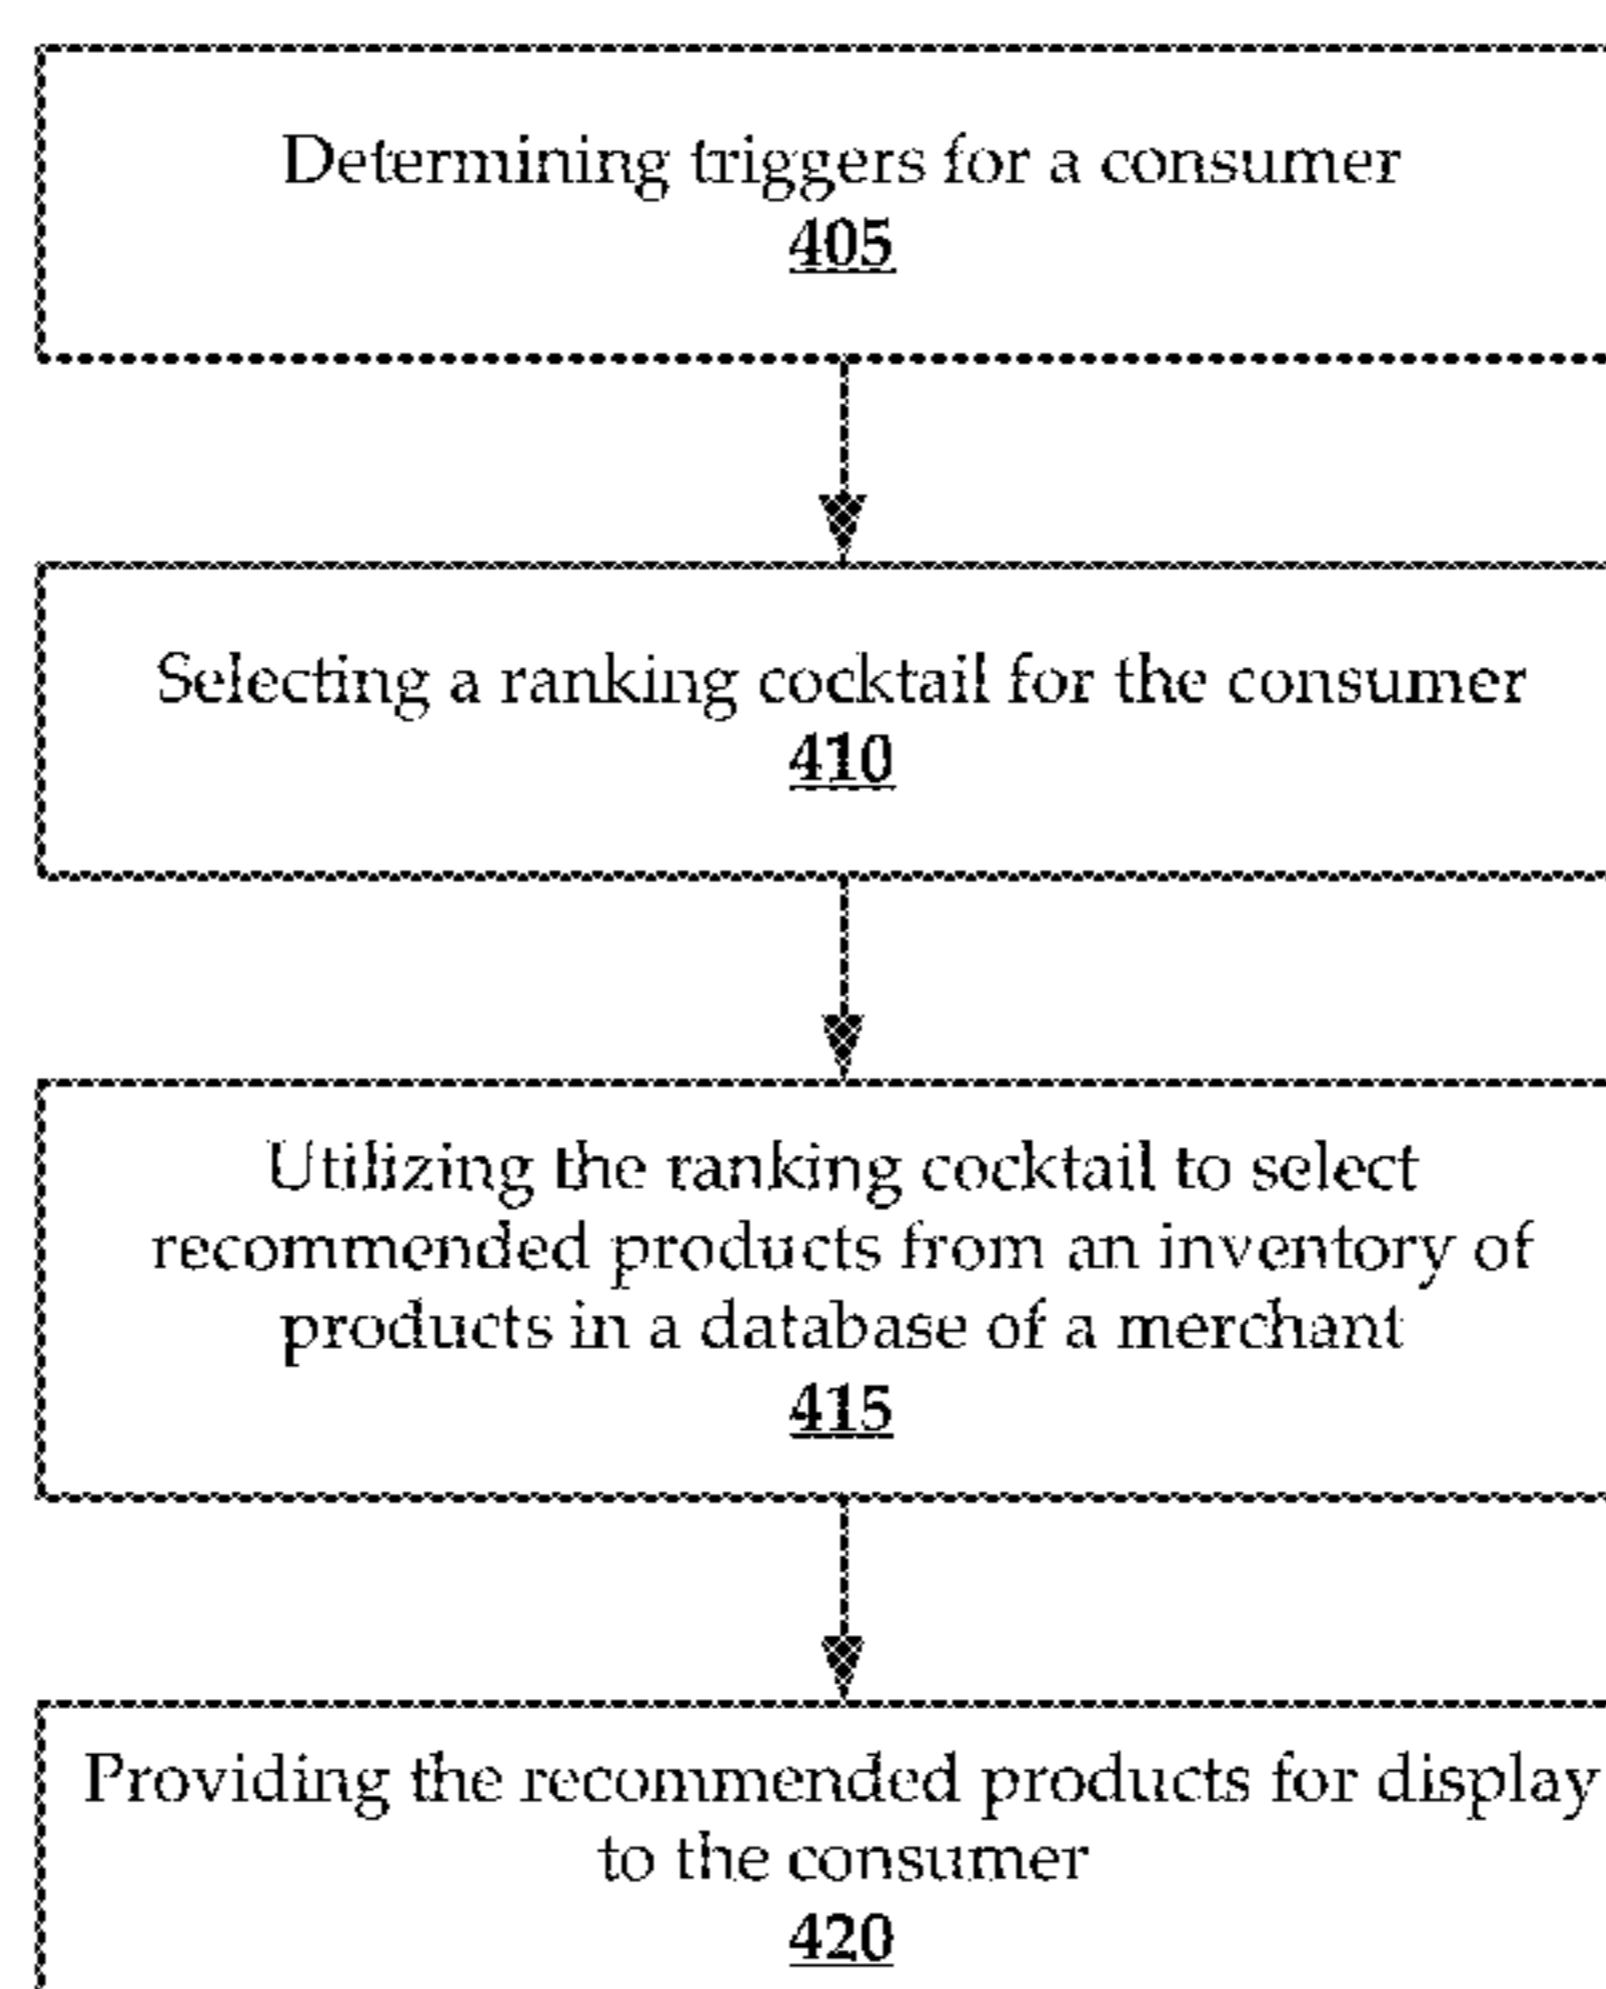 Determining triggers for a consumer
405
Selecting a ranking cocktail for the consumer
410
Utilizing the ranking cocktail to select
recommended products from an inventory of
products in a database of a merchant
415
Providing the recommended products for display
to the consumer
420